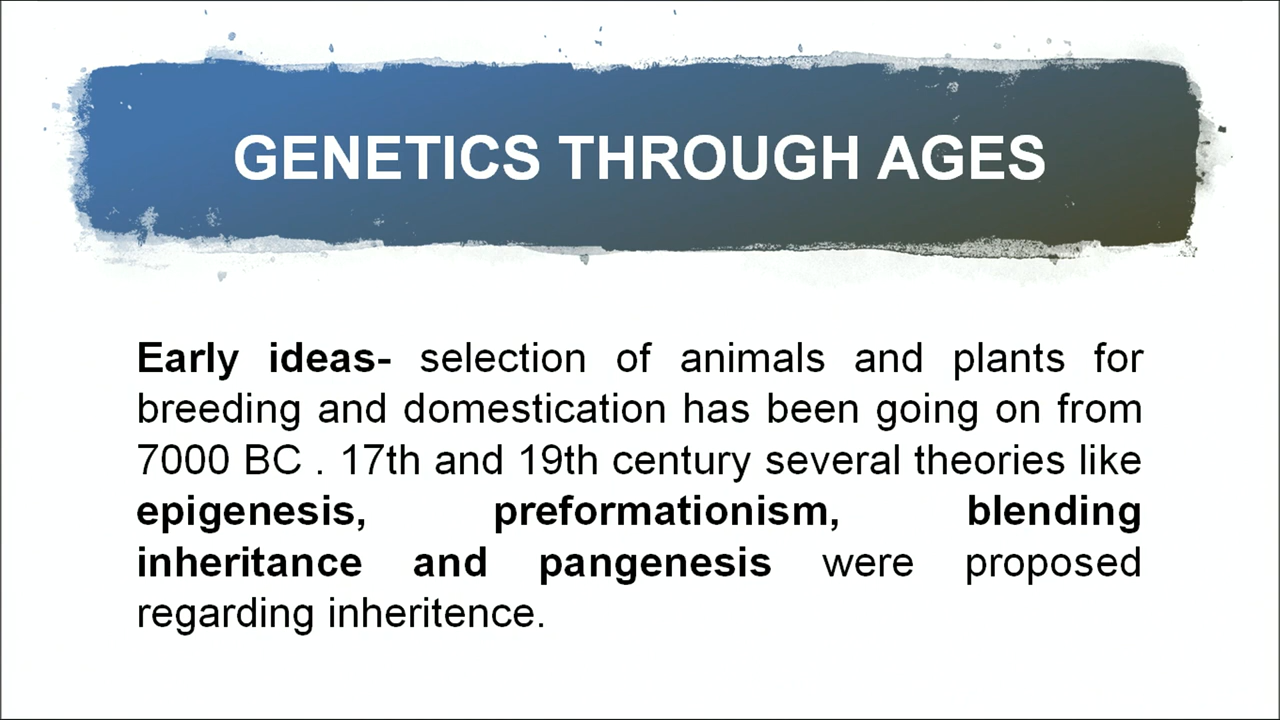 GENETICS THROUGH AGES
Early ideas- selection of animals and plants for
breeding and domestication has been going on from
7000 BC . 17th and 19th century several theories like
epigenesis, preformationism, blending
inheritance and pangenesis were proposed
regarding inheritence.